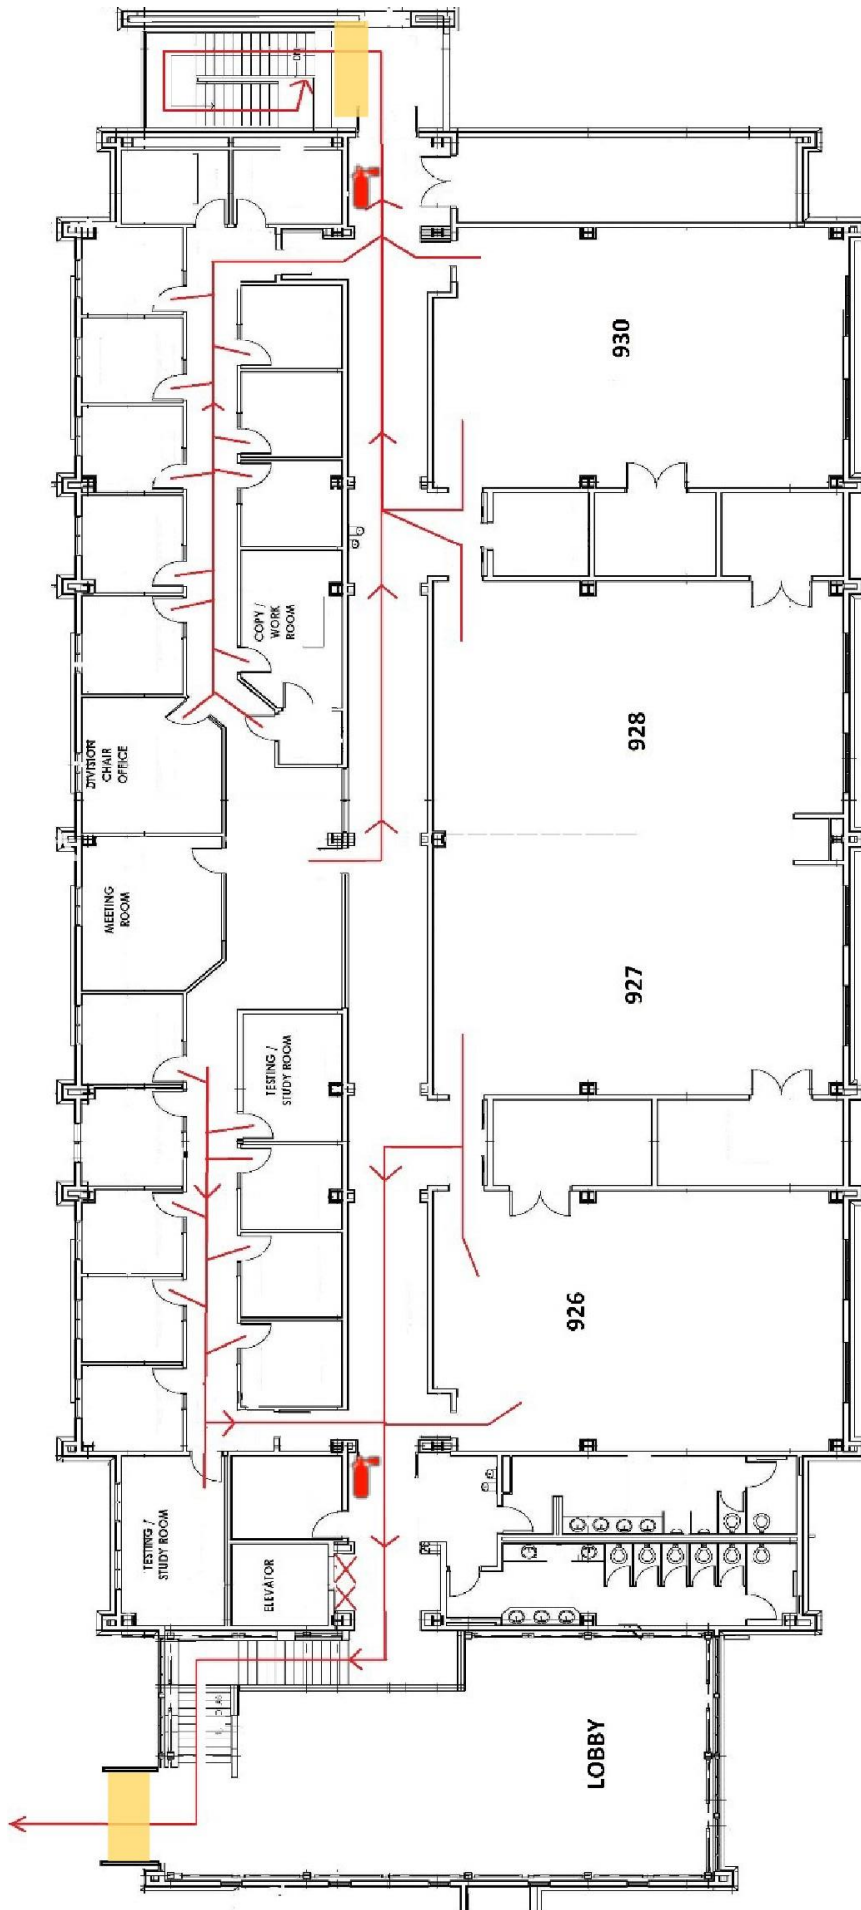 DN
930
COPY /
WORK
ROOM
928
DIVISION
CHAIR
OFFICE
MEETING
ROOM
927
TESTING /
STUDY ROOM
926
TESTING /
STUDY ROOM
ELEVATOR
LOBBY